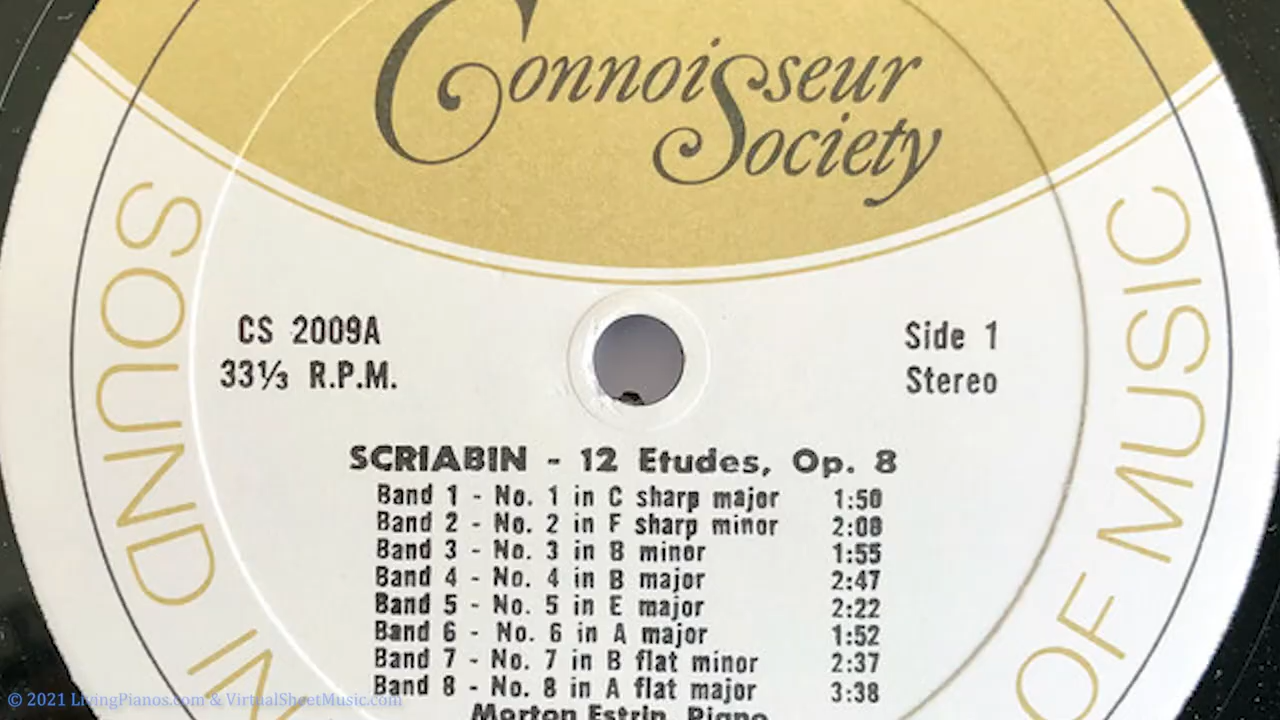 Connoisseur
Society
SOUND IN
OF MUSIC
CS 2009A
33⅓ R.P.M.
Side 1
Stereo
SCRIABIN - 12 Etudes, Op. 8
Band 1 - No. 1 in C sharp major 1:50
Band 2 - No. 2 in F sharp minor 2:08
Band 3 - No. 3 in B minor 1:55
Band 4 - No. 4 in B major 2:47
Band 5 - No. 5 in E major 2:22
Band 6 - No. 6 in A major 1:52
Band 7 - No. 7 in B flat minor 2:37
Band 8 - No. 8 in A flat major 3:38
Morton Estrin, Piano
© 2021 LivingPianos.com & VirtualSheetMusic.com